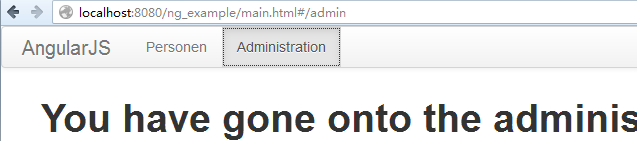 localhost:8080/ng_example/main.html#/admin
AngularJS Personen Administration
You have gone onto the adminis